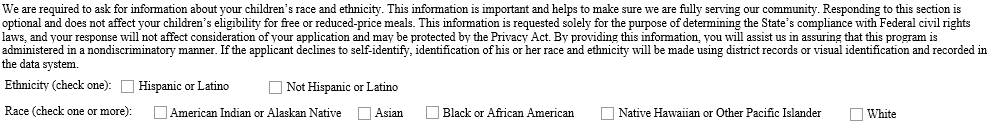 We are required to ask for information about your children's race and ethnicity. This information is important and helps to make sure we are fully serving our community. Responding to this section is
optional and does not affect your children's eligibility for free or reduced-price meals. This information is requested solely for the purpose of determining the State's compliance with Federal civil rights
laws, and your response will not affect consideration of your application and may be protected by the Privacy Act. By providing this information, you will assist us in assuring that this program is
administered in a nondiscriminatory manner. If the applicant declines to self-identify, identification of his or her race and ethnicity will be made using district records or visual identification and recorded in
the data system.
Ethnicity (check one): Hispanic or Latino Not Hispanic or Latino
Race (check one or more): American Indian or Alaskan Native Asian Black or African American Native Hawaiian or Other Pacific Islander White